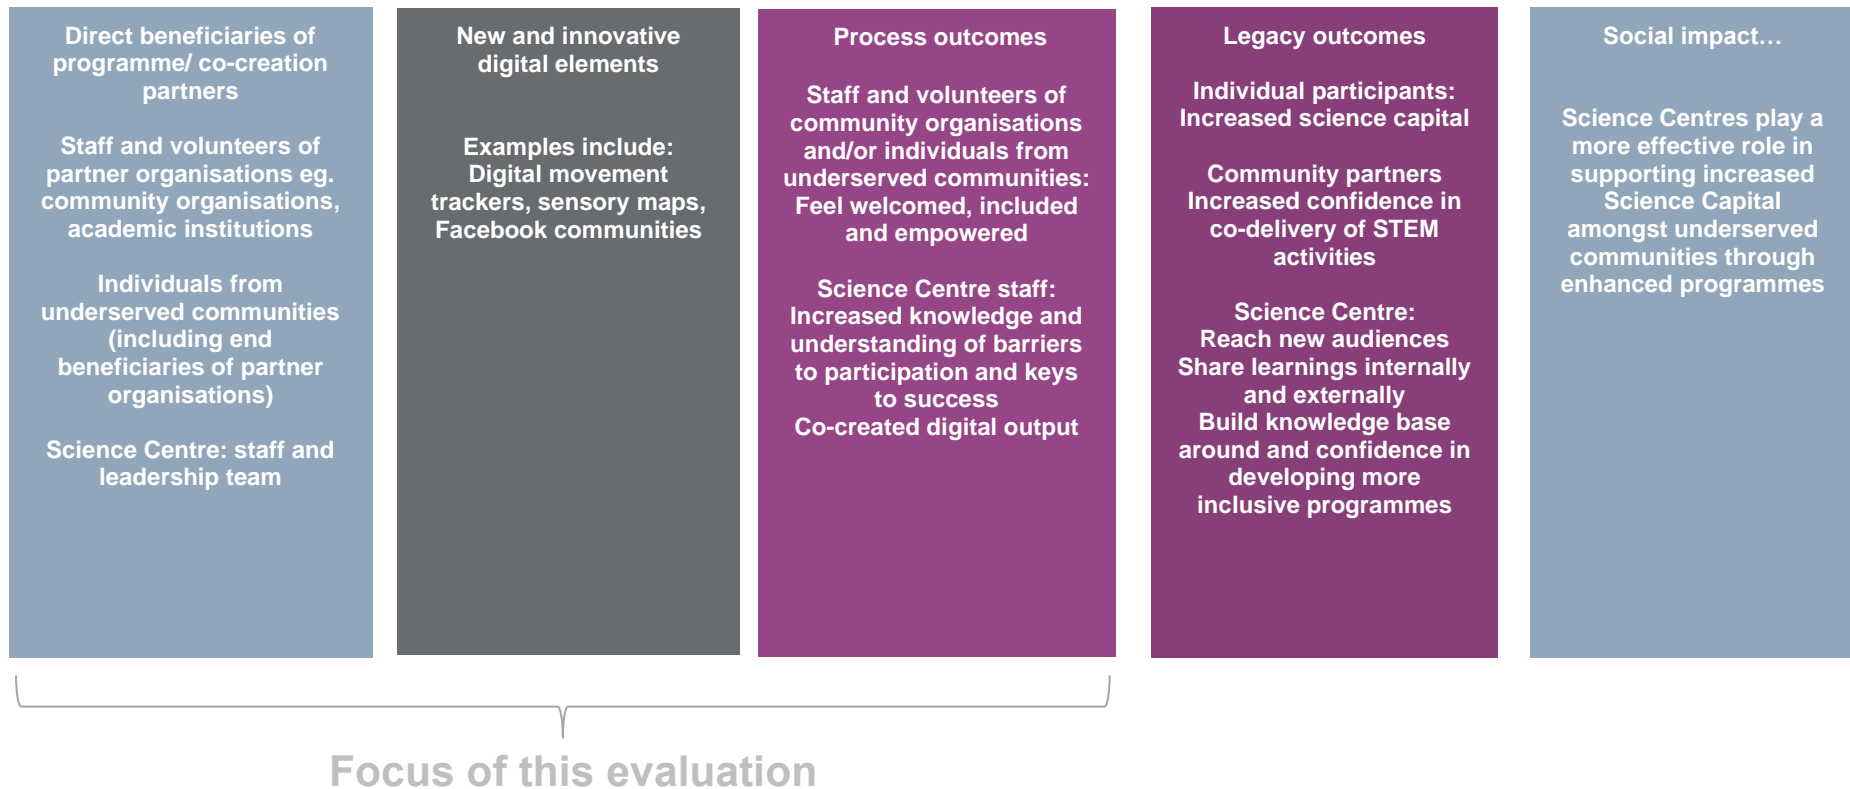 Direct beneficiaries of
programme/ co-creation
partners
Staff and volunteers of
partner organisations eg.
community organisations,
academic institutions
Individuals from
underserved communities
(including end
beneficiaries of partner
organisations)
Science Centre: staff and
leadership team
New and innovative
digital elements
Examples include:
Digital movement
trackers, sensory maps,
Facebook communities
Process outcomes
Staff and volunteers of
community organisations
and/or individuals from
underserved communities:
Feel welcomed, included
and empowered
Science Centre staff:
Increased knowledge and
understanding of barriers
to participation and keys
to success
Co-created digital output
Legacy outcomes
Individual participants:
Increased science capital
Community partners
Increased confidence in
co-delivery of STEM
activities
Science Centre:
Reach new audiences
Share learnings internally
and externally
Build knowledge base
around and confidence in
developing more
inclusive programmes
Social impact…
Science Centres play a
more effective role in
supporting increased
Science Capital
amongst underserved
communities through
enhanced programmes
Focus of this evaluation